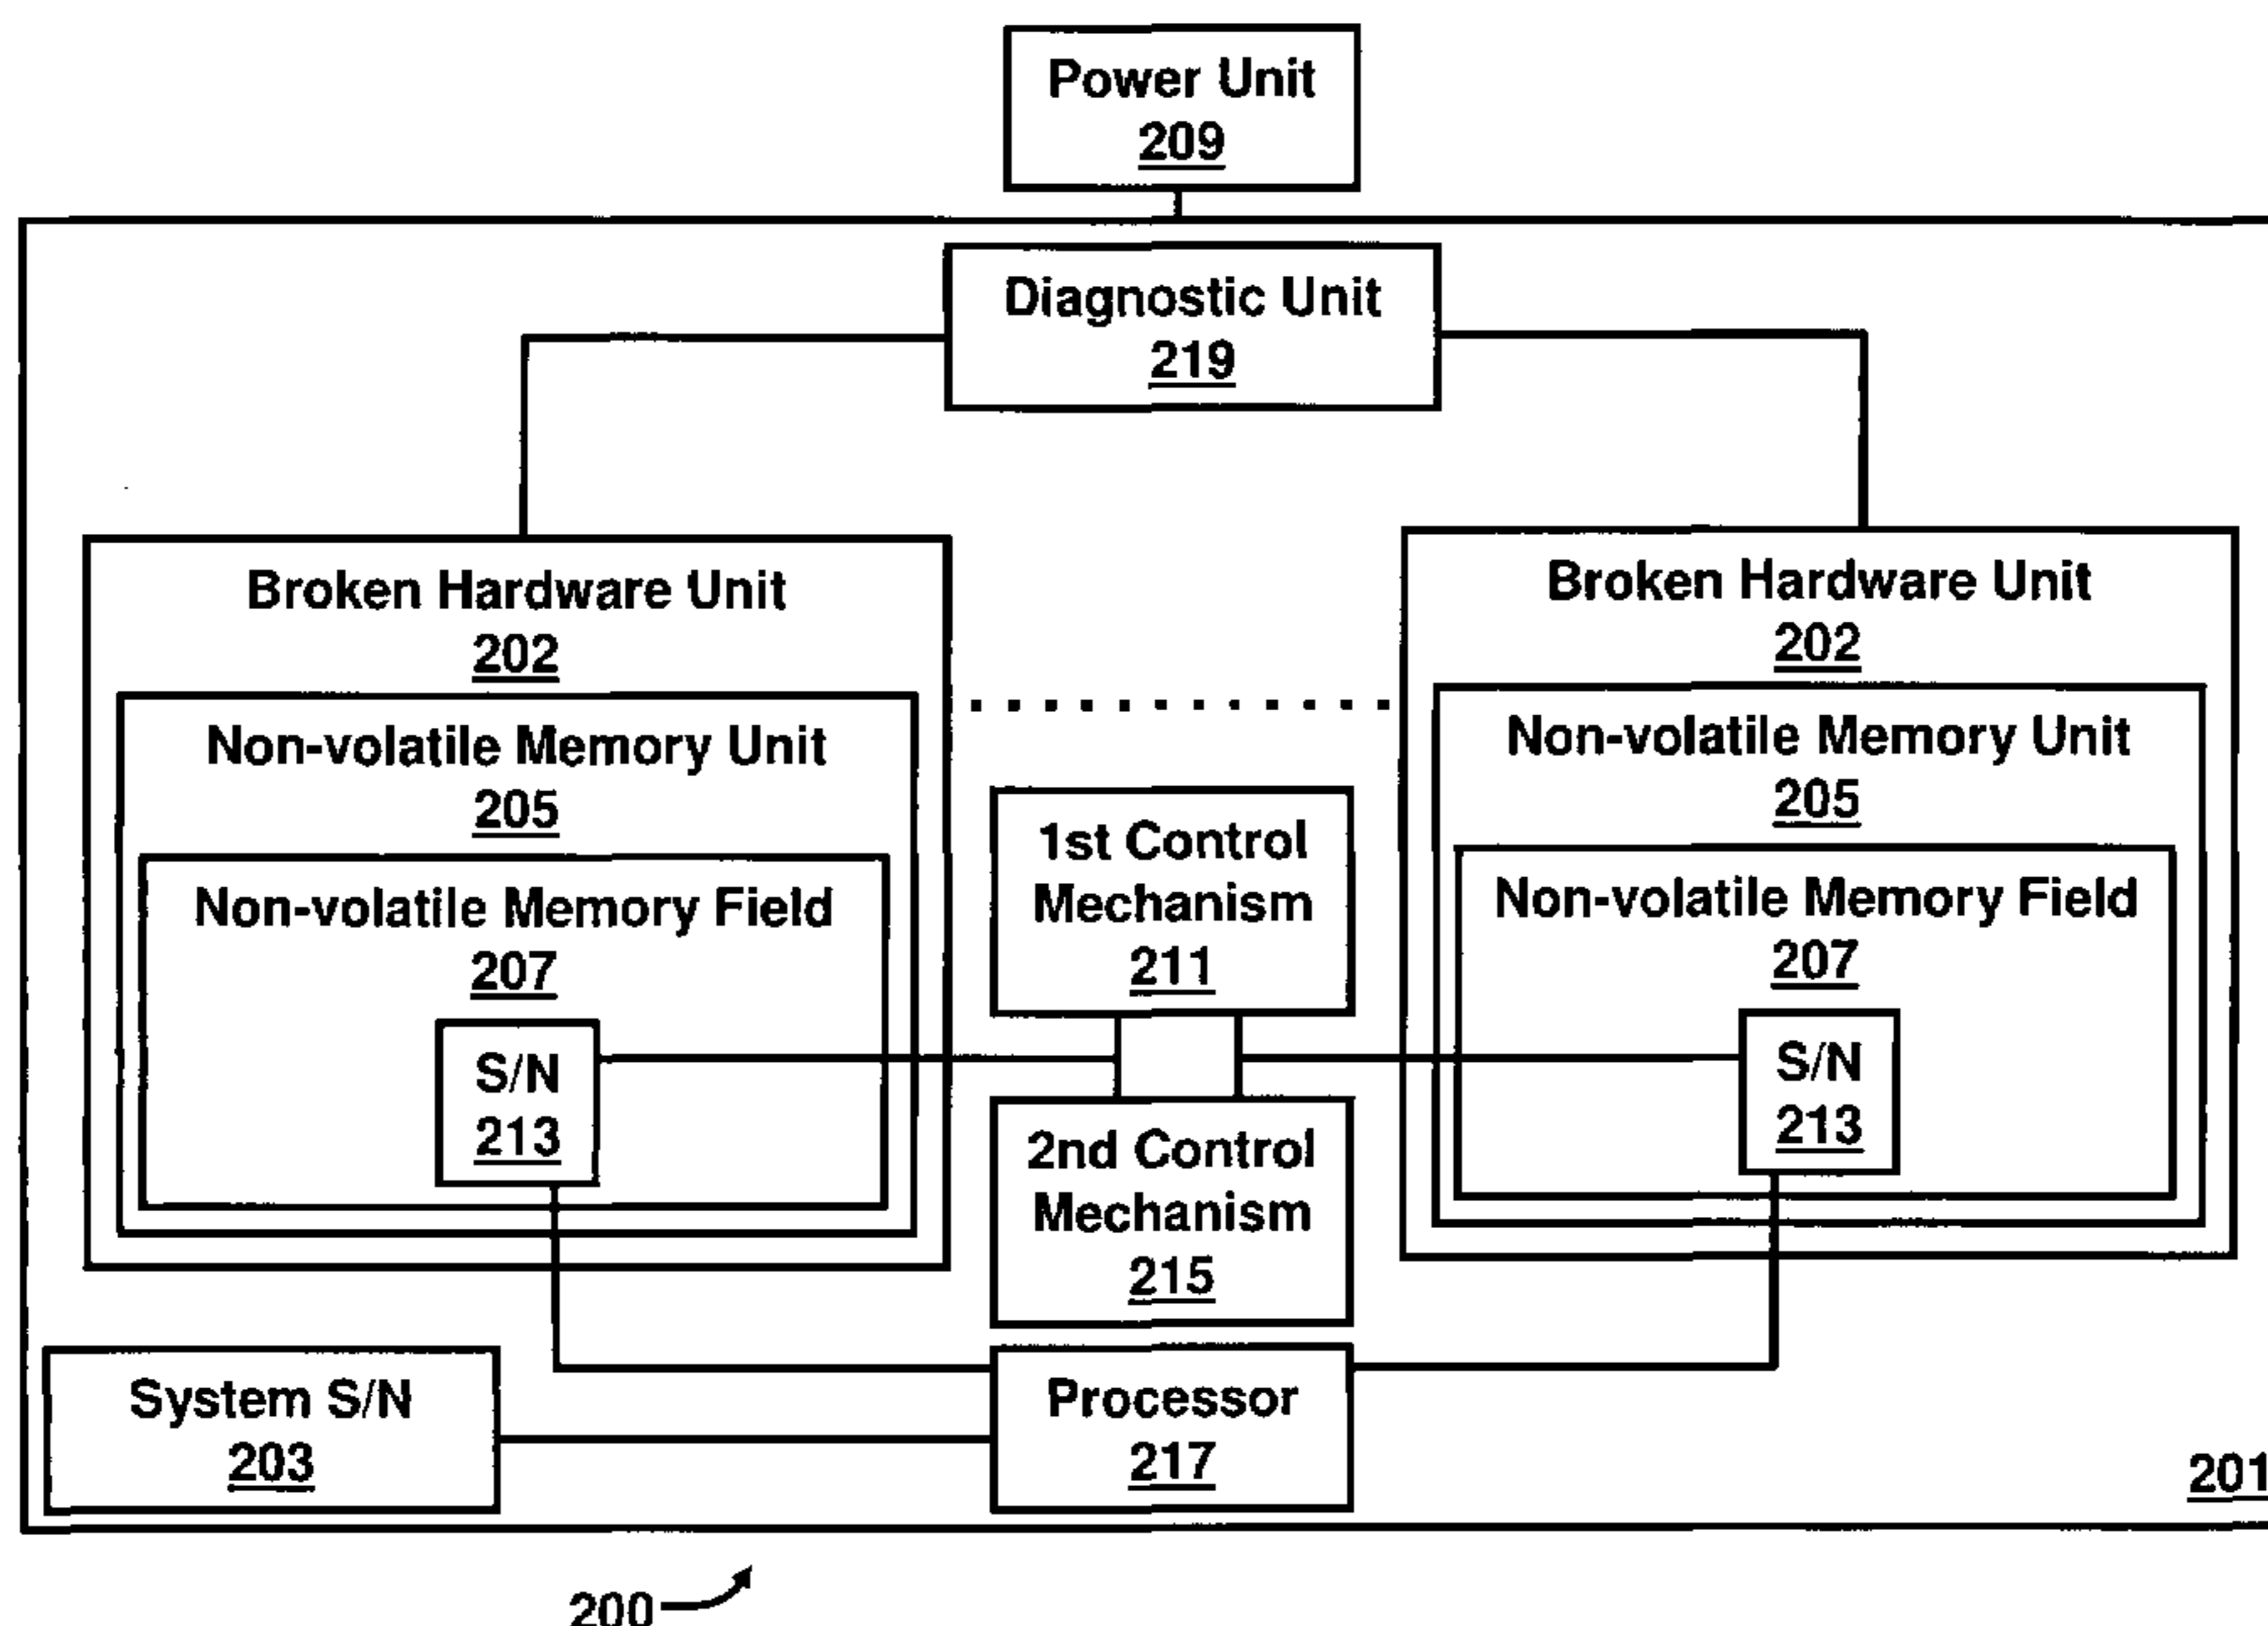 Power Unit
209
Diagnostic Unit
219
Broken Hardware Unit
202
Non-volatile Memory Unit
205
Non-volatile Memory Field
207
S/N
213
1st Control
Mechanism
211
2nd Control
Mechanism
215
Broken Hardware Unit
202
Non-volatile Memory Unit
205
Non-volatile Memory Field
207
S/N
213
System S/N
203
Processor
217
201
200